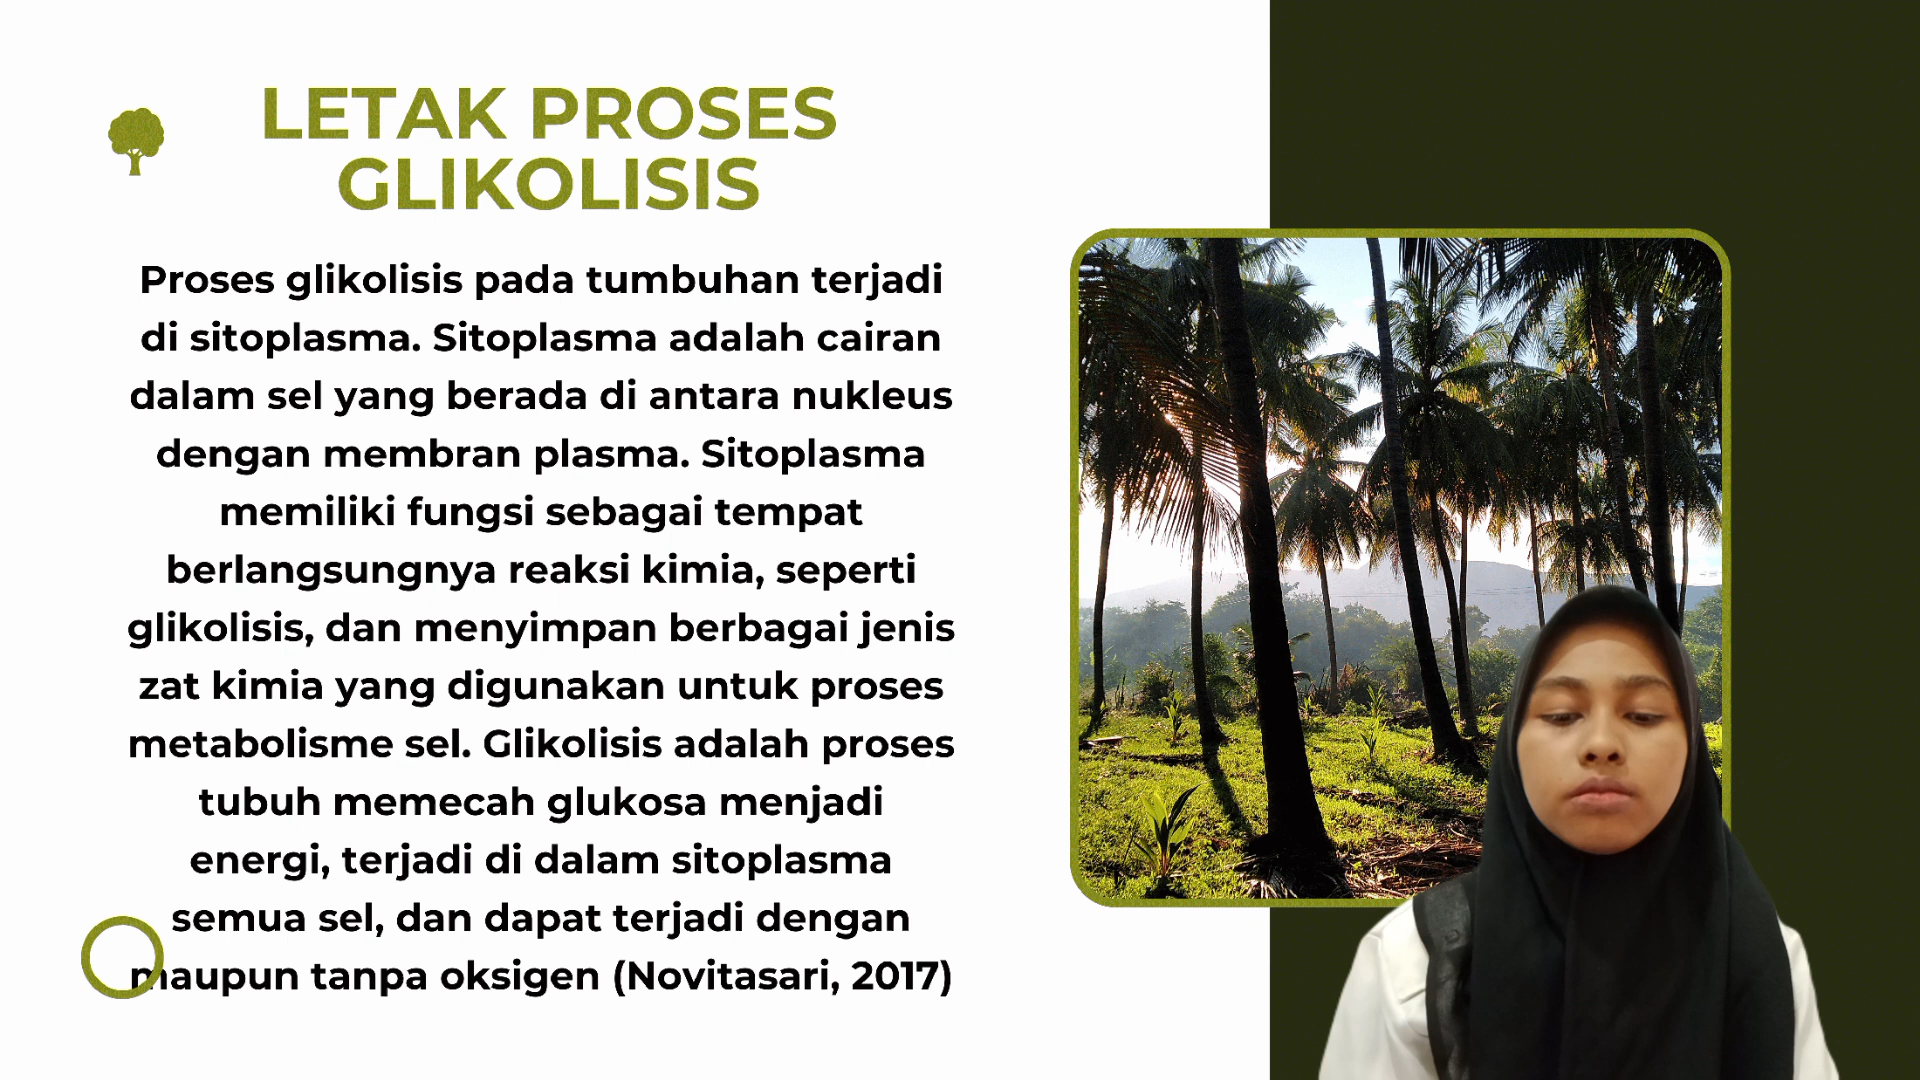 LETAK PROSES
GLIKOLISIS
Proses glikolisis pada tumbuhan terjadi
di sitoplasma. Sitoplasma adalah cairan
dalam sel yang berada di antara nukleus
dengan membran plasma. Sitoplasma
memiliki fungsi sebagai tempat
berlangsungnya reaksi kimia, seperti
glikolisis, dan menyimpan berbagai jenis
zat kimia yang digunakan untuk proses
metabolisme sel. Glikolisis adalah proses
tubuh memecah glukosa menjadi
energi, terjadi di dalam sitoplasma
semua sel, dan dapat terjadi dengan
maupun tanpa oksigen (Novitasari, 2017)